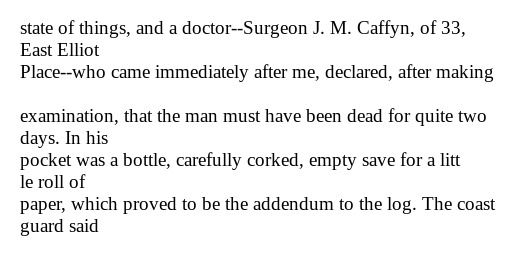 state of things, and a doctor--Surgeon J. M. Caffyn, of 33,
East Elliot
Place--who came immediately after me, declared, after making
examination, that the man must have been dead for quite two
days. In his
pocket was a bottle, carefully corked, empty save for a litt
le roll of
paper, which proved to be the addendum to the log. The coast
guard said